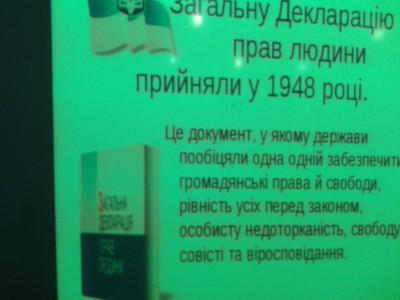 Загальну Декларацію
прав людини
прийняли у 1948 році.
Це документ, у якому держави
пообіцяли одна одній забезпечити
громадянські права й свободи,
рівність усіх перед законом,
особисту недоторканість, свободу
совісті та віросповідання.
ЗАГАЛЬНА
ДЕКЛАРАЦІЯ
ПРАВ
ЛЮДИНИ